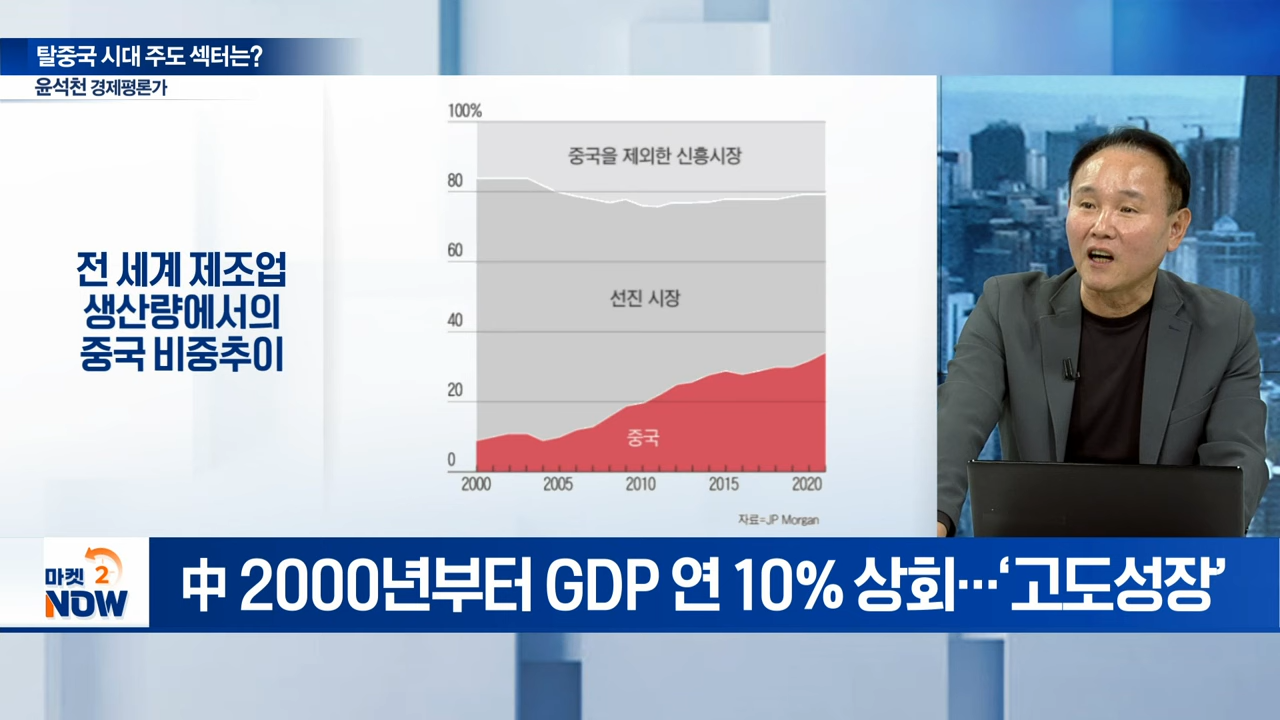 탈중국 시대 주도 섹터는?
윤석천 경제평론가
전 세계 제조업
생산량에서의
중국 비중추이
100%
중국을 제외한 신흥시장
80
60
선진 시장
40
20
중국
0
2000 2005 2010 2015 2020
자료=JP Morgan
마켓 2
NOW
中 2000년부터 GDP 연 10% 상회…‘고도성장’